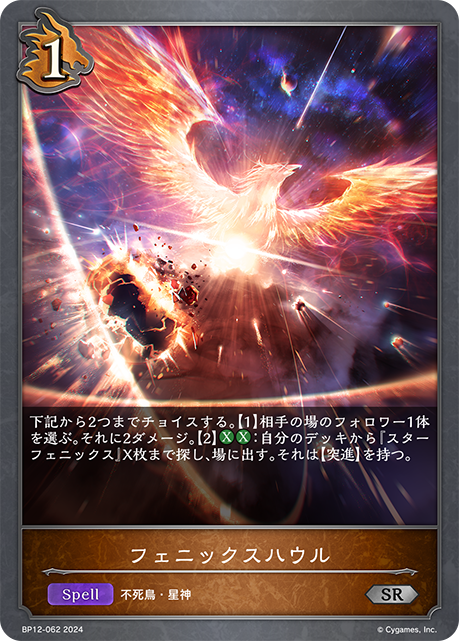 1
下記から2つまでチョイスする。【1】相手の場のフォロワー1体
を選ぶ。それに2ダメージ。【2】Ⓧ Ⓧ:自分のデッキから『スター
フェニックス』X枚まで探し、場に出す。それは【突進】を持つ。
フェニックスハウル
Spell 不死鳥・星神 SR
BP12-062 2024 © Cygames, Inc.